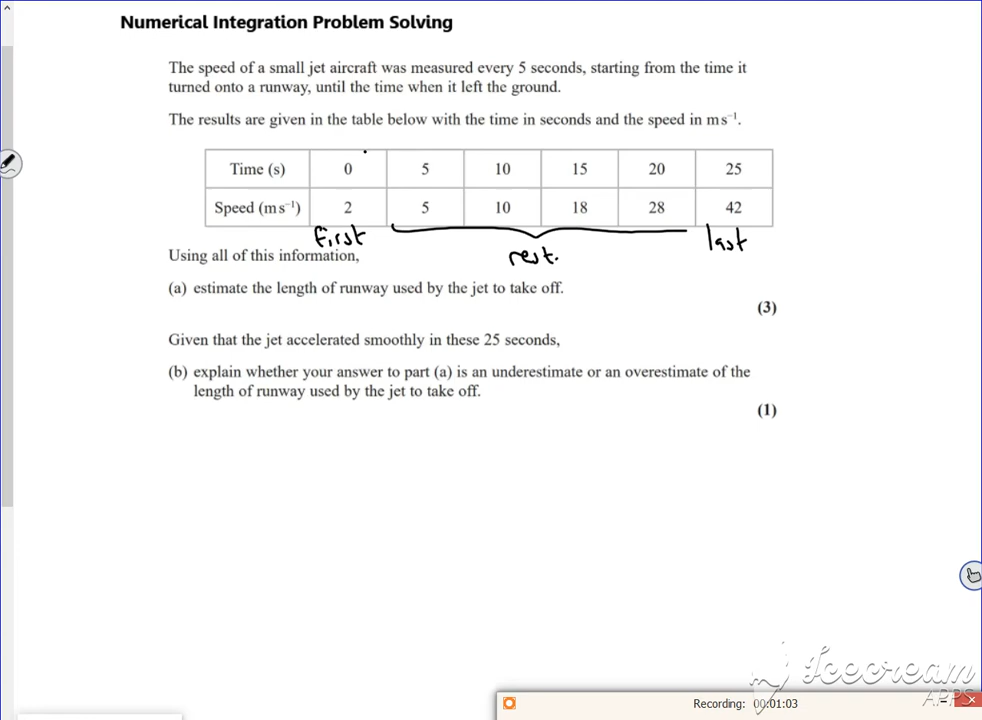 Numerical Integration Problem Solving
The speed of a small jet aircraft was measured every 5 seconds, starting from the time it
turned onto a runway, until the time when it left the ground.
The results are given in the table below with the time in seconds and the speed in m s⁻¹.
Time (s) 0 5 10 15 20 25
Speed (m s⁻¹) 2 5 10 18 28 42
first rest. last
Using all of this information,
(a) estimate the length of runway used by the jet to take off.
(3)
Given that the jet accelerated smoothly in these 25 seconds,
(b) explain whether your answer to part (a) is an underestimate or an overestimate of the
length of runway used by the jet to take off.
(1)
Icecream
APPS
Recording: 00:01:03